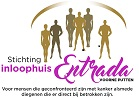 Stichting
inloophuis Entrada
VOORNE PUTTEN
Voor mensen die geconfronteerd zijn met kanker alsmede
diegenen die er direct bij betrokken zijn.